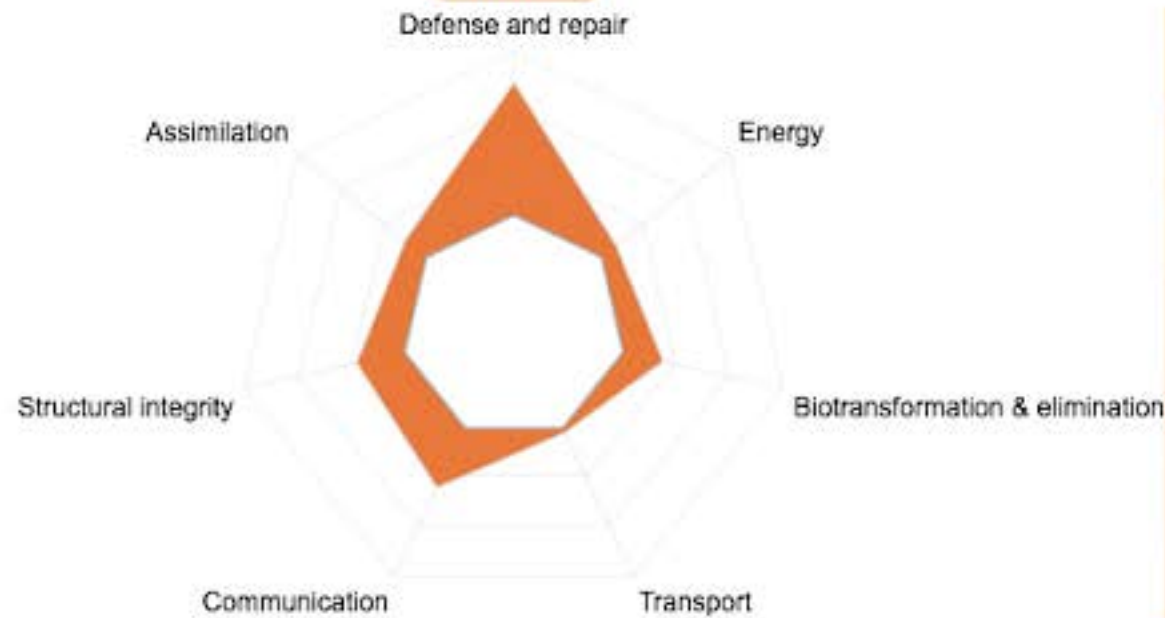 Defense and repair
Assimilation
Energy
Structural integrity
Biotransformation & elimination
Communication
Transport